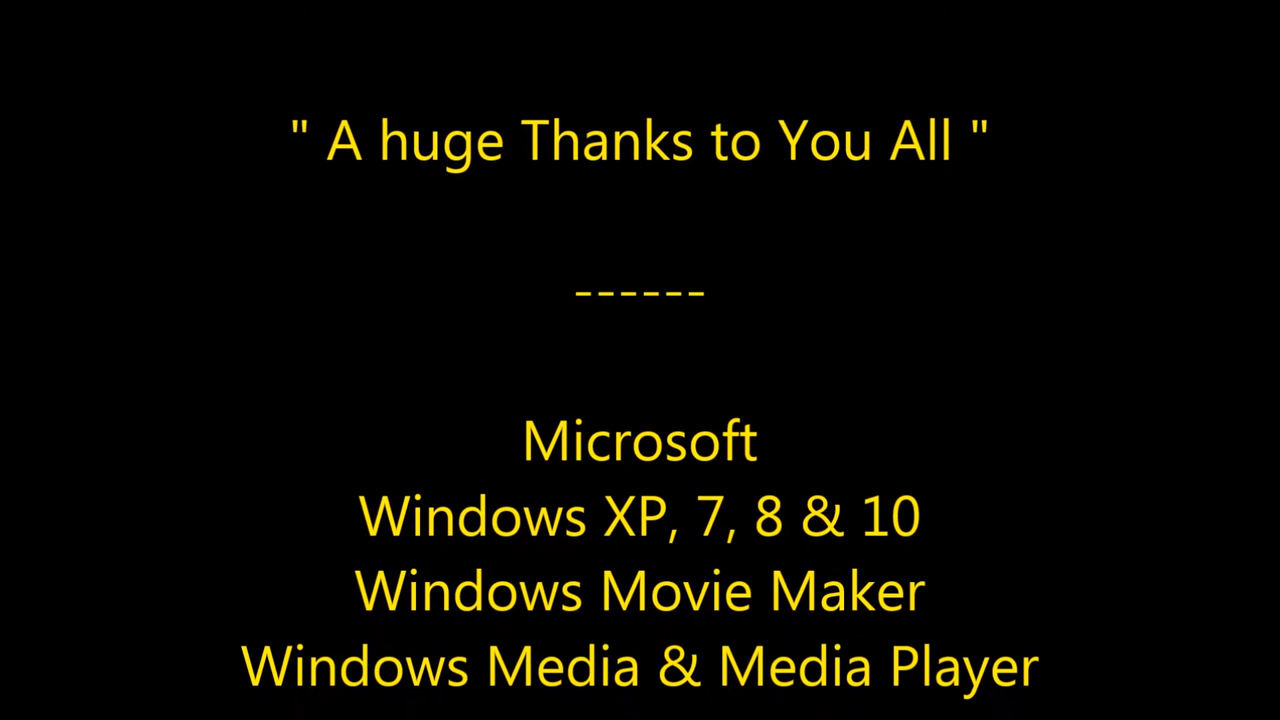 " A huge Thanks to You All "
------
Microsoft
Windows XP, 7, 8 & 10
Windows Movie Maker
Windows Media & Media Player